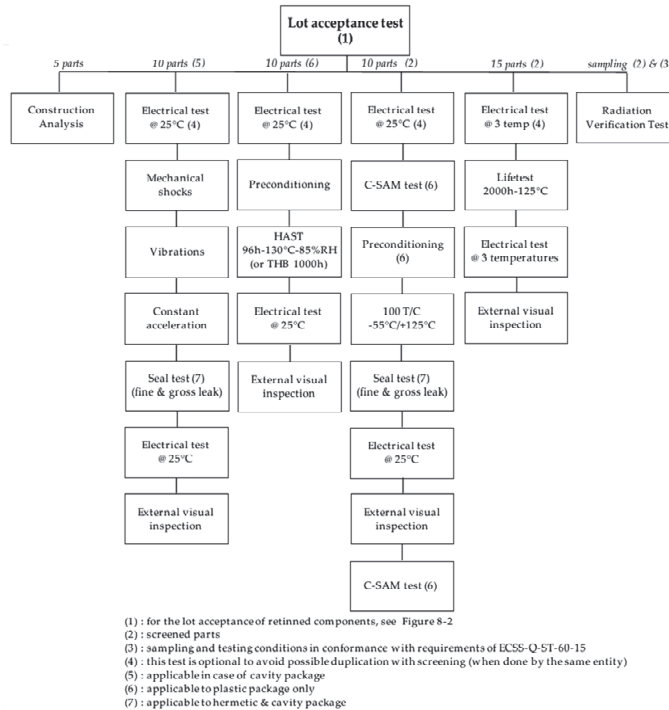 Lot acceptance test
(1)
5 parts
10 parts (5)
10 parts (6)
10 parts (2)
15 parts (2)
sampling (2) & (3
Construction
Analysis
Electrical test
@ 25°C (4)
Mechanical
shocks
Vibrations
Constant
acceleration
Seal test (7)
(fine & gross leak)
Electrical test
@ 25°C
External visual
inspection
Electrical test
@ 25°C (4)
Preconditioning
HAST
96h-130°C-85%RH
(or THB 1000h)
Electrical test
@ 25°C
External visual
inspection
Electrical test
@ 25°C (4)
C-SAM test (6)
Preconditioning
(6)
100 T/C
-55°C/+125°C
Seal test (7)
(fine & gross leak)
Electrical test
@ 25°C
External visual
inspection
C-SAM test (6)
Electrical test
@ 3 temp (4)
Lifetest
2000h-125°C
Electrical test
@ 3 temperatures
External visual
inspection
Radiation
Verification Test
(1) : for the lot acceptance of retinned components, see Figure 8-2
(2) : screened parts
(3) : sampling and testing conditions in conformance with requirements of ECSS-Q-ST-60-15
(4) : this test is optional to avoid possible duplication with screening (when done by the same entity)
(5) : applicable in case of cavity package
(6) : applicable to plastic package only
(7) : applicable to hermetic & cavity package